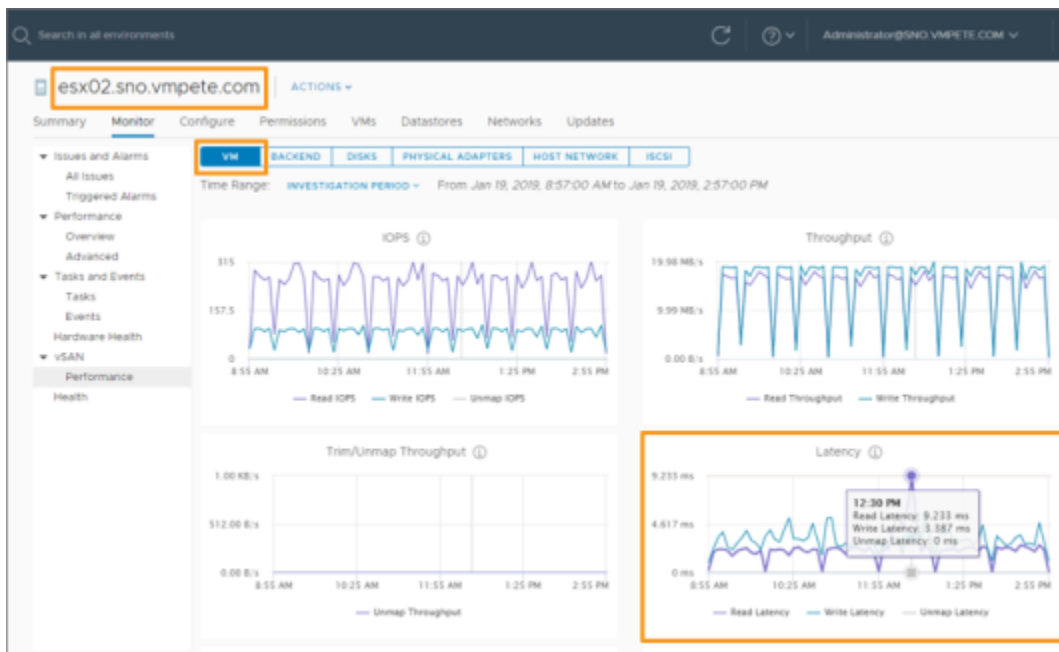 Search in all environments
Administrator@SNO.VMPETE.COM
esx02.sno.vmpete.com ACTIONS
Summary Monitor Configure Permissions VMs Datastores Networks Updates
Issues and Alarms
All Issues
Triggered Alarms
Performance
Overview
Advanced
Tasks and Events
Tasks
Events
Hardware Health
vSAN
Performance
Health
VM BACKEND DISKS PHYSICAL ADAPTERS HOST NETWORK ISCSI
Time Range: INVESTIGATION PERIOD From Jan 19, 2019, 8:57:00 AM to Jan 19, 2019, 2:57:00 PM
IOPS
315
157.5
0
8:55 AM 10:25 AM 11:55 AM 1:25 PM 2:55 PM
Read IOPS Write IOPS Unmap IOPS
Throughput
19.98 MB/s
9.99 MB/s
0.00 B/s
8:55 AM 10:25 AM 11:55 AM 1:25 PM 2:55 PM
Read Throughput Write Throughput
Trim/Unmap Throughput
1.00 KB/s
512.00 B/s
0.00 B/s
8:55 AM 10:25 AM 11:55 AM 1:25 PM 2:55 PM
Unmap Throughput
Latency
9.233 ms
4.617 ms
0 ms
12:30 PM
Read Latency: 9.233 ms
Write Latency: 3.387 ms
Unmap Latency: 0 ms
8:55 AM 10:25 AM 11:55 AM 1:25 PM 2:55 PM
Read Latency Write Latency Unmap Latency